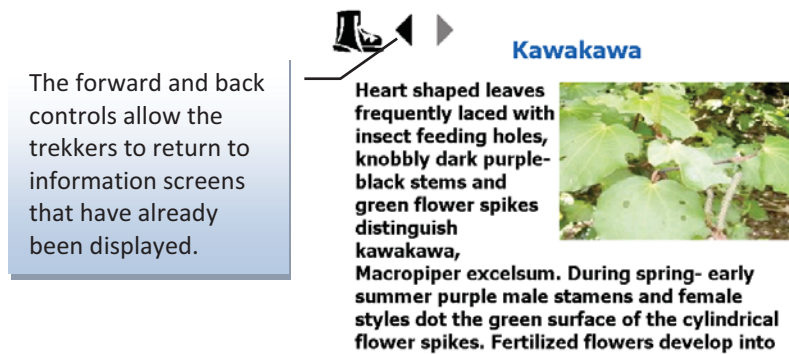 The forward and back
controls allow the
trekkers to return to
information screens
that have already
been displayed.
Kawakawa
Heart shaped leaves
frequently laced with
insect feeding holes,
knobbly dark purple-
black stems and
green flower spikes
distinguish
kawakawa,
Macropiper excelsum. During spring- early
summer purple male stamens and female
styles dot the green surface of the cylindrical
flower spikes. Fertilized flowers develop into